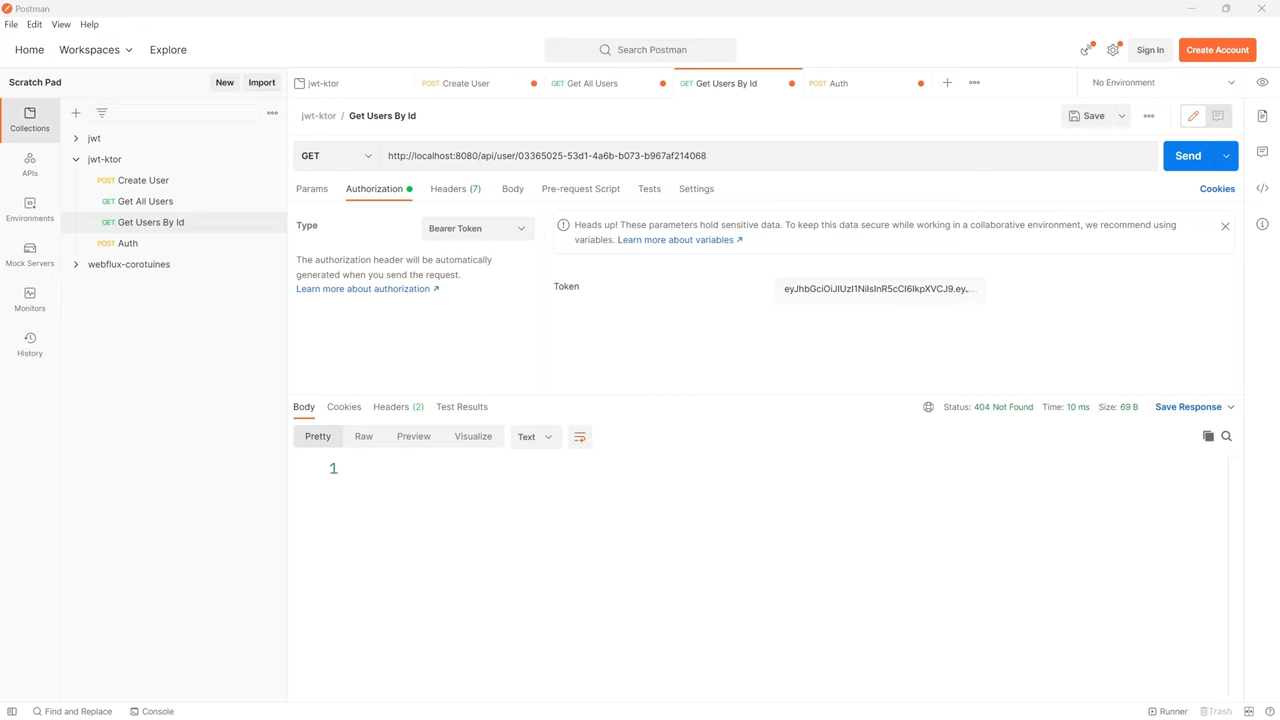 Postman
File Edit View Help
Home Workspaces Explore Search Postman Sign In Create Account
Scratch Pad New Import
jwt-ktor POST Create User GET Get All Users GET Get Users By Id POST Auth No Environment
Collections
APIs
Environments
Mock Servers
Monitors
History
jwt
jwt-ktor
POST Create User
GET Get All Users
GET Get Users By Id
POST Auth
webflux-corotuines
jwt-ktor / Get Users By Id Save
GET http://localhost:8080/api/user/03365025-53d1-4a6b-b073-b967af214068 Send
Params Authorization Headers (7) Body Pre-request Script Tests Settings Cookies
Type Bearer Token
The authorization header will be automatically
generated when you send the request.
Learn more about authorization ↗
Heads up! These parameters hold sensitive data. To keep this data secure while working in a collaborative environment, we recommend using
variables. Learn more about variables ↗
Token eyJhbGciOiJIUzI1NiIsInR5cCI6IkpXVCJ9.eyJ...
Body Cookies Headers (2) Test Results Status: 404 Not Found Time: 10 ms Size: 69 B Save Response
Pretty Raw Preview Visualize Text
1
Find and Replace Console Runner Trash